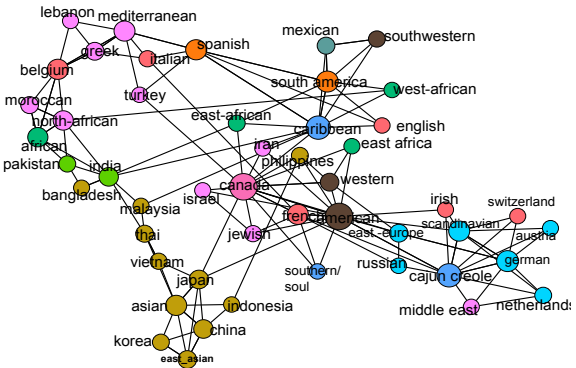 lebanon
mediterranean
greek
italian
spanish
mexican
southwestern
belgium
south america
moroccan
turkey
west-african
north-african
east-african
caribbean
english
african
iran
east africa
pakistan
india
philippines
bangladesh
canada
western
malaysia
israel
french
american
irish
switzerland
thai
jewish
east-europe
scandinavian
austria
vietnam
southern/
soul
russian
cajun creole
german
japan
asian
indonesia
middle east
netherlands
china
korea
east_asian